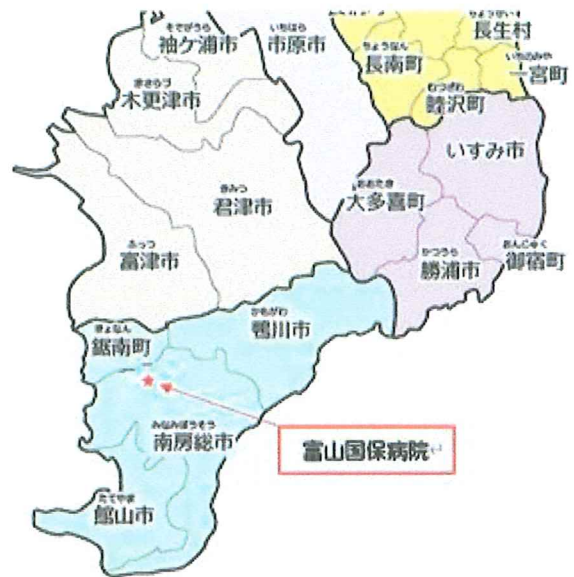 ちょうせい
長生村
そでがうら
袖ケ浦市
いちはら
市原市
ちょうなん
長南町
いちのみや
一宮町
きさらづ
木更津市
むつざわ
睦沢町
いすみ市
おおたき
大多喜町
きみつ
君津市
おんじゅく
御宿町
かつうら
勝浦市
ふっつ
富津市
かもがわ
鴨川市
きょなん
鋸南町
みなみぼうそう
南房総市
富山国保病院
たてやま
館山市